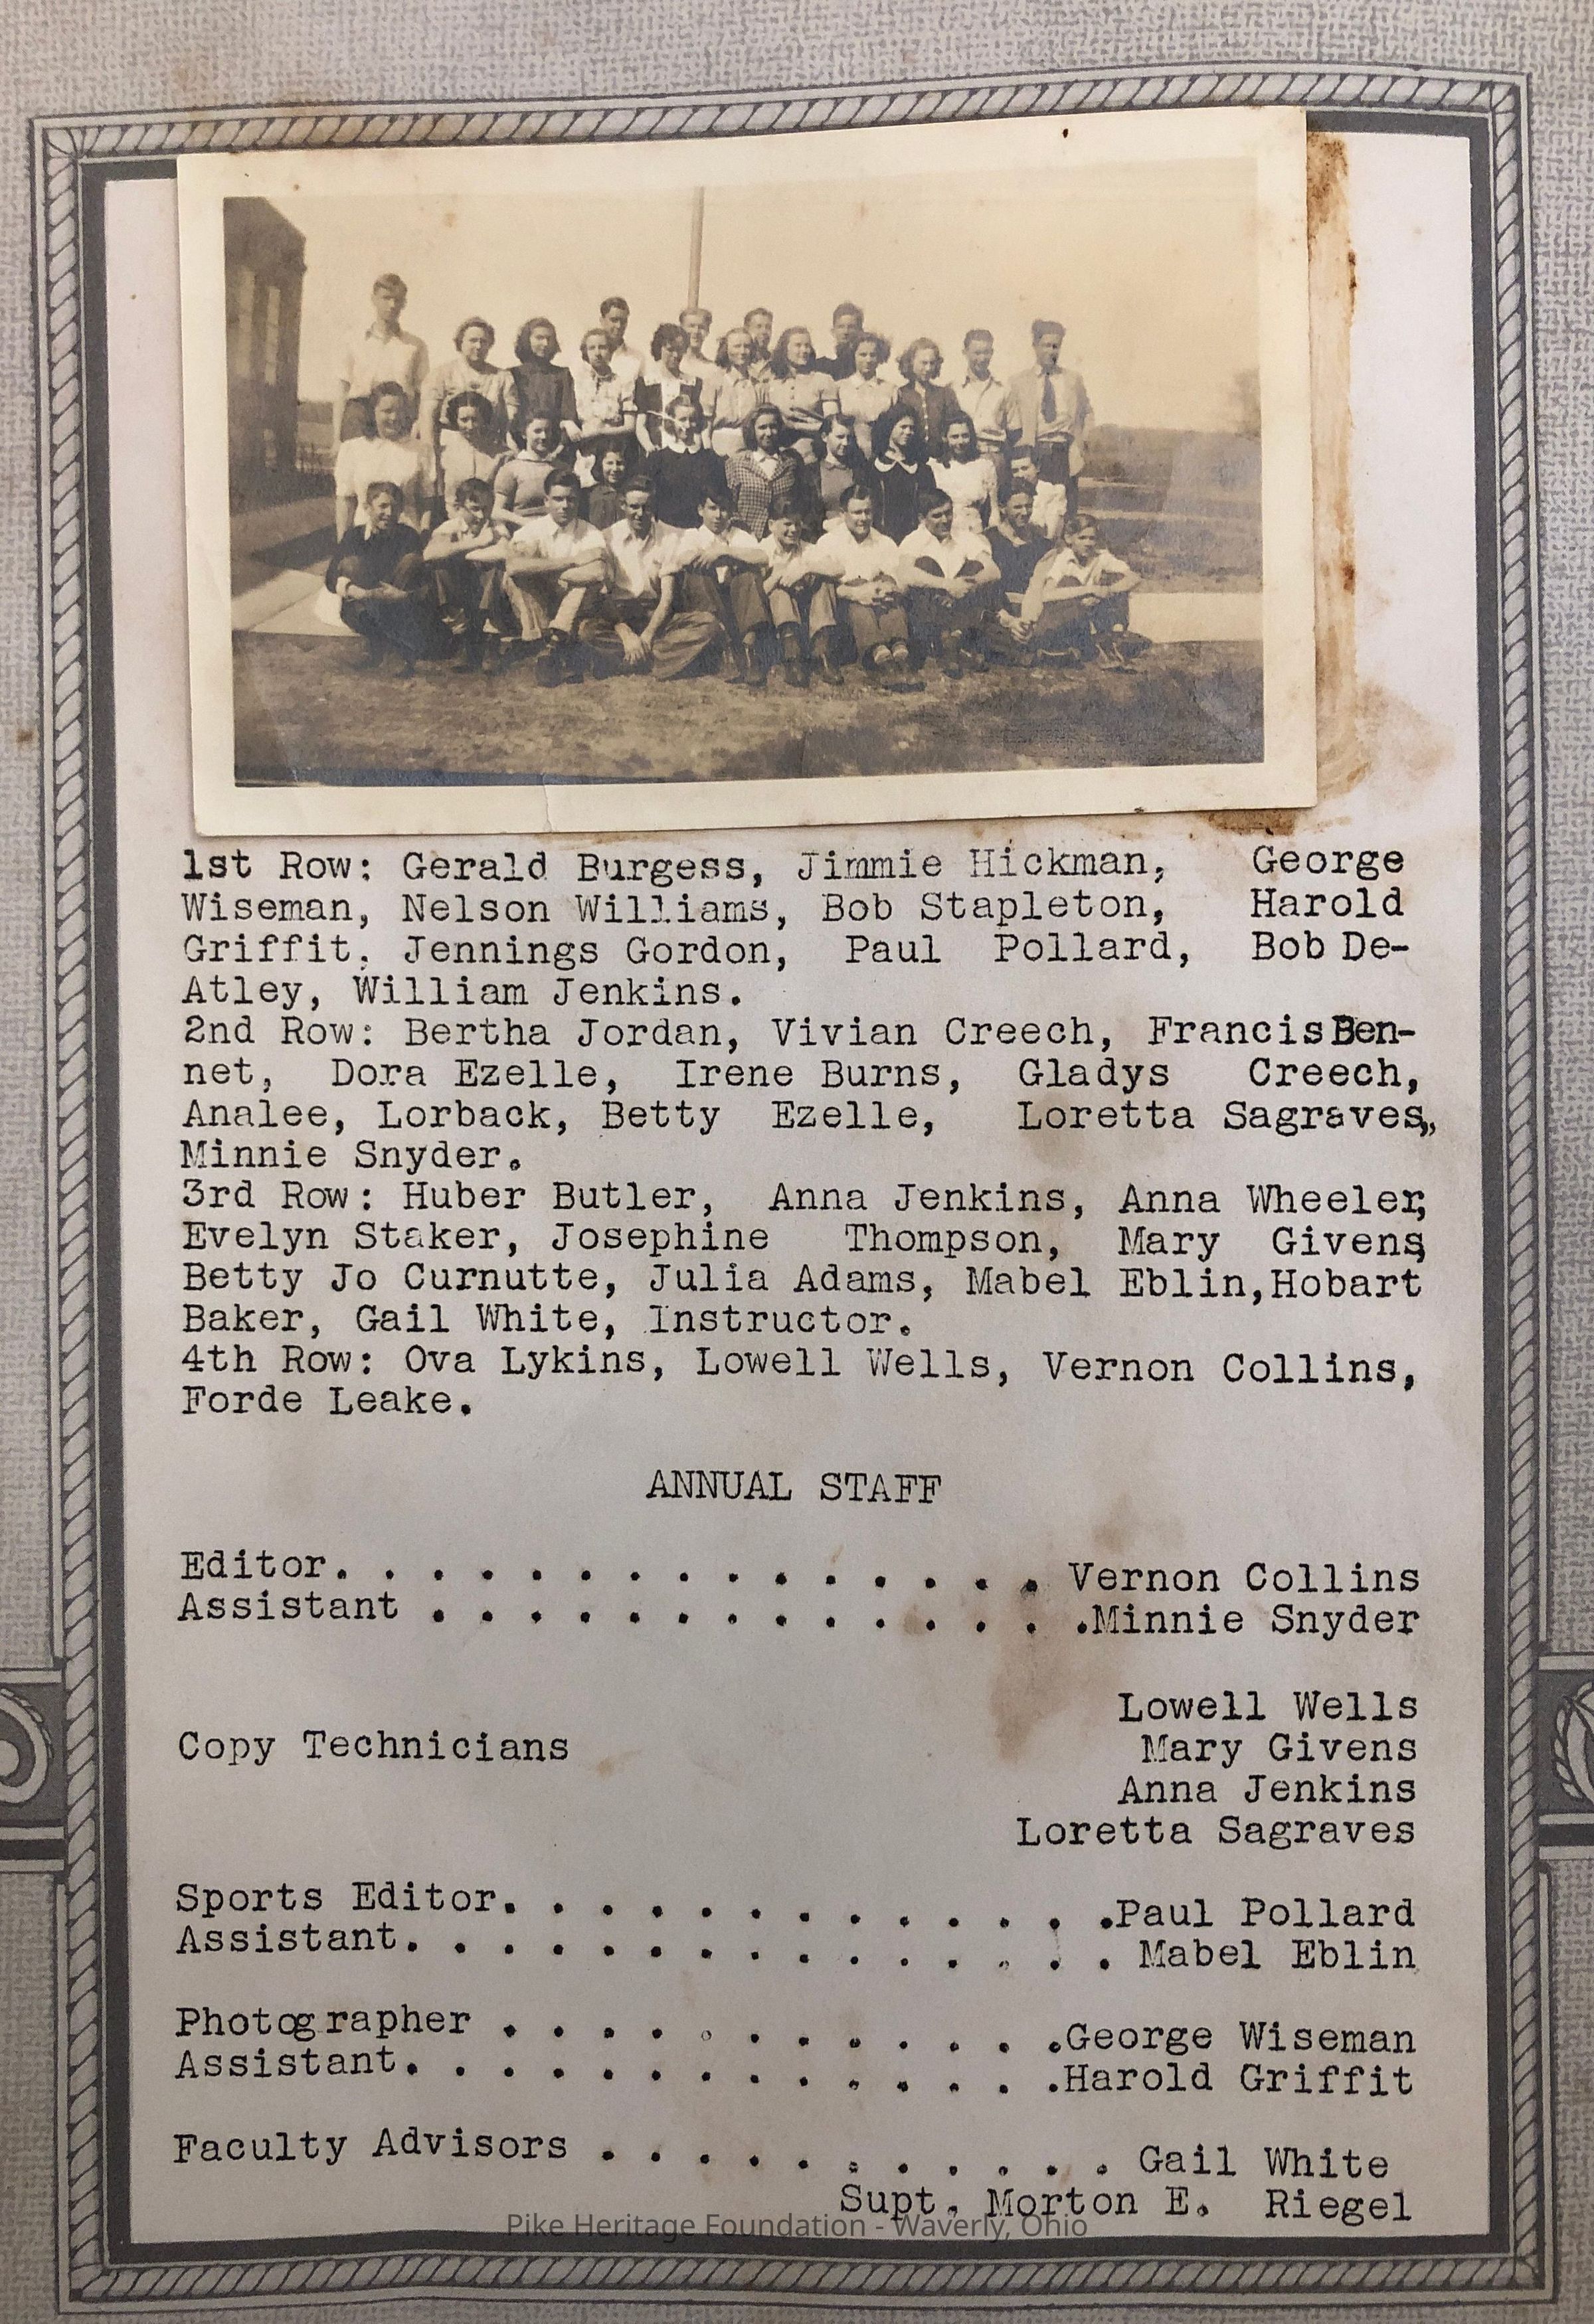 1st Row: Gerald Burgess, Jimmie Hickman, George
Wiseman, Nelson Williams, Bob Stapleton, Harold
Griffit, Jennings Gordon, Paul Pollard, Bob De-
Atley, William Jenkins.
2nd Row: Bertha Jordan, Vivian Creech, Francis Ben-
net, Dora Ezelle, Irene Burns, Gladys Creech,
Analee, Lorback, Betty Ezelle, Loretta Sagraves,,
Minnie Snyder.
3rd Row: Huber Butler, Anna Jenkins, Anna Wheeler,
Evelyn Staker, Josephine Thompson, Mary Givens,
Betty Jo Curnutte, Julia Adams, Mabel Eblin,Hobart
Baker, Gail White, Instructor.
4th Row: Ova Lykins, Lowell Wells, Vernon Collins,
Forde Leake.
ANNUAL STAFF
Editor. . . . . . . . . . . . . . . Vernon Collins
Assistant . . . . . . . . . . . . . .Minnie Snyder
Lowell Wells
Copy Technicians Mary Givens
Anna Jenkins
Loretta Sagraves
Sports Editor. . . . . . . . . . . . .Paul Pollard
Assistant. . . . . . . . . . . . . . . Mabel Eblin
Photographer . . . . . . . . . . . .George Wiseman
Assistant. . . . . . . . . . . . . .Harold Griffit
Faculty Advisors . . . . . . . . . . . Gail White
Supt. Morton E. Riegel
Pike Heritage Foundation - Waverly, Ohio